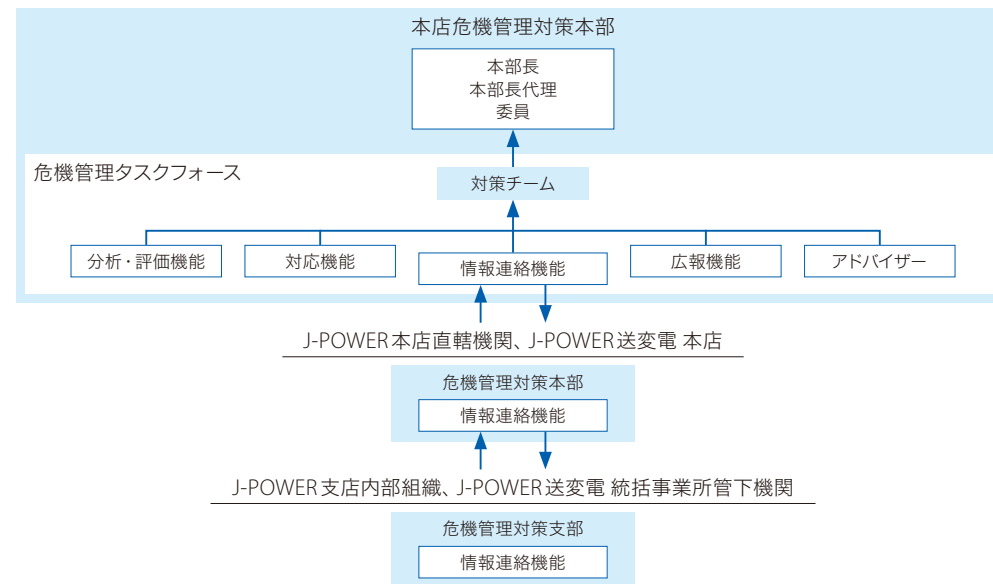 本店危機管理対策本部
本部長
本部長代理
委員
危機管理タスクフォース
対策チーム
分析・評価機能
対応機能
情報連絡機能
広報機能
アドバイザー
J-POWER本店直轄機関、J-POWER送変電 本店
危機管理対策本部
情報連絡機能
J-POWER支店内部組織、J-POWER送変電 統括事業所管下機関
危機管理対策支部
情報連絡機能